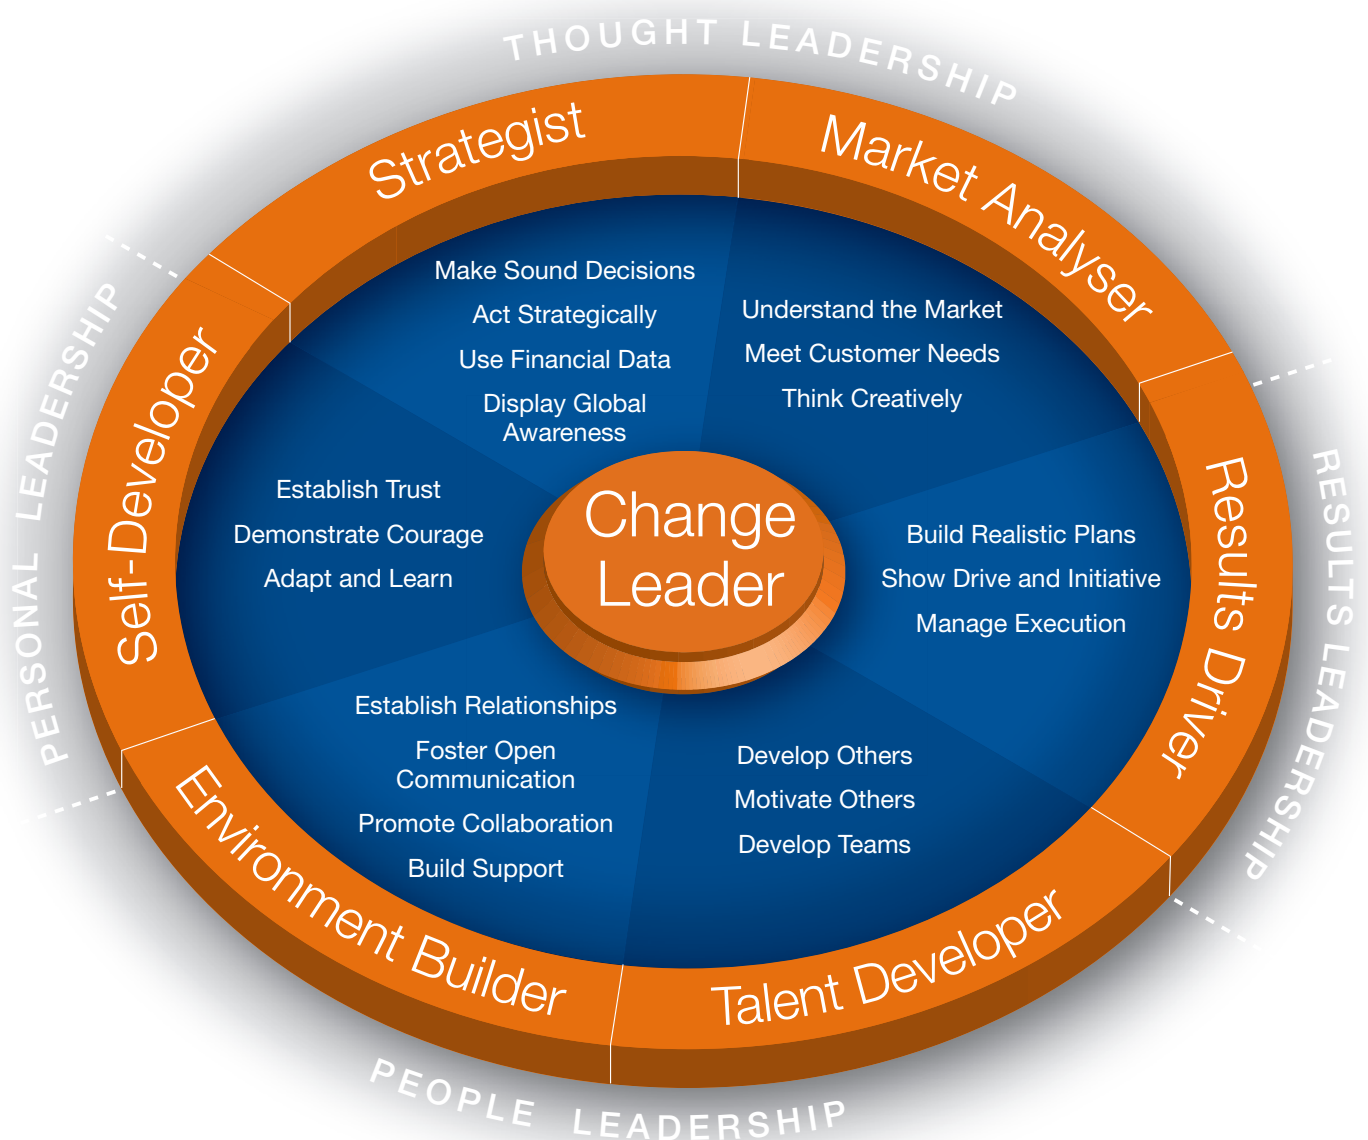 THOUGHT LEADERSHIP
Strategist
Market Analyser
Make Sound Decisions
Act Strategically
Use Financial Data
Display Global
Awareness
Understand the Market
Meet Customer Needs
Think Creatively
PERSONAL LEADERSHIP
Self-Developer
Establish Trust
Demonstrate Courage
Adapt and Learn
Change
Leader
Build Realistic Plans
Show Drive and Initiative
Manage Execution
Results Driver
RESULTS LEADERSHIP
Establish Relationships
Foster Open
Communication
Promote Collaboration
Build Support
Develop Others
Motivate Others
Develop Teams
Environment Builder
Talent Developer
PEOPLE LEADERSHIP